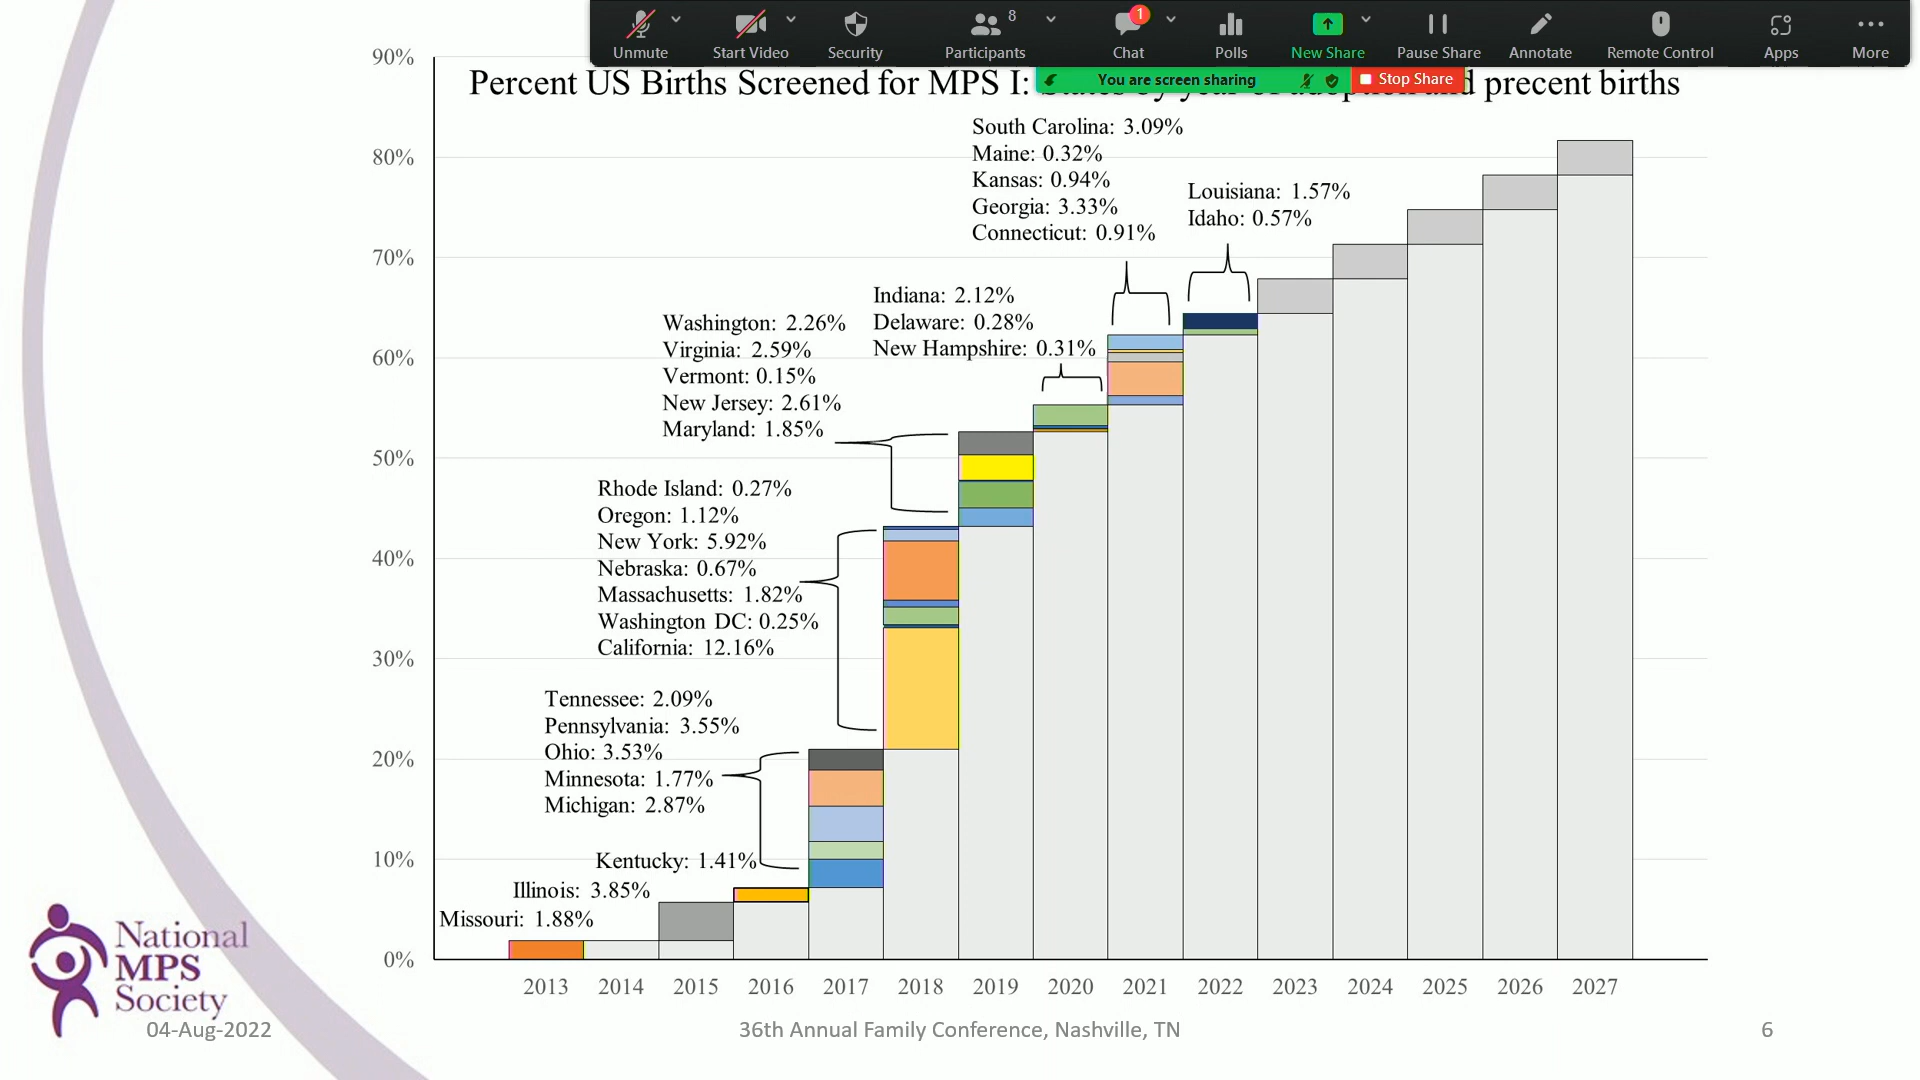 Unmute
Start Video
Security
Participants
8
Chat
1
Polls
New Share
Pause Share
Annotate
Remote Control
Apps
More
You are screen sharing
Stop Share
Percent US Births Screened for MPS I: States by year of adoption and precent births
90%
80%
70%
60%
50%
40%
30%
20%
10%
0%
South Carolina: 3.09%
Maine: 0.32%
Kansas: 0.94%
Georgia: 3.33%
Connecticut: 0.91%
Louisiana: 1.57%
Idaho: 0.57%
Indiana: 2.12%
Delaware: 0.28%
New Hampshire: 0.31%
Washington: 2.26%
Virginia: 2.59%
Vermont: 0.15%
New Jersey: 2.61%
Maryland: 1.85%
Rhode Island: 0.27%
Oregon: 1.12%
New York: 5.92%
Nebraska: 0.67%
Massachusetts: 1.82%
Washington DC: 0.25%
California: 12.16%
Tennessee: 2.09%
Pennsylvania: 3.55%
Ohio: 3.53%
Minnesota: 1.77%
Michigan: 2.87%
Kentucky: 1.41%
Illinois: 3.85%
Missouri: 1.88%
2013 2014 2015 2016 2017 2018 2019 2020 2021 2022 2023 2024 2025 2026 2027
National
MPS
Society
04-Aug-2022
36th Annual Family Conference, Nashville, TN
6